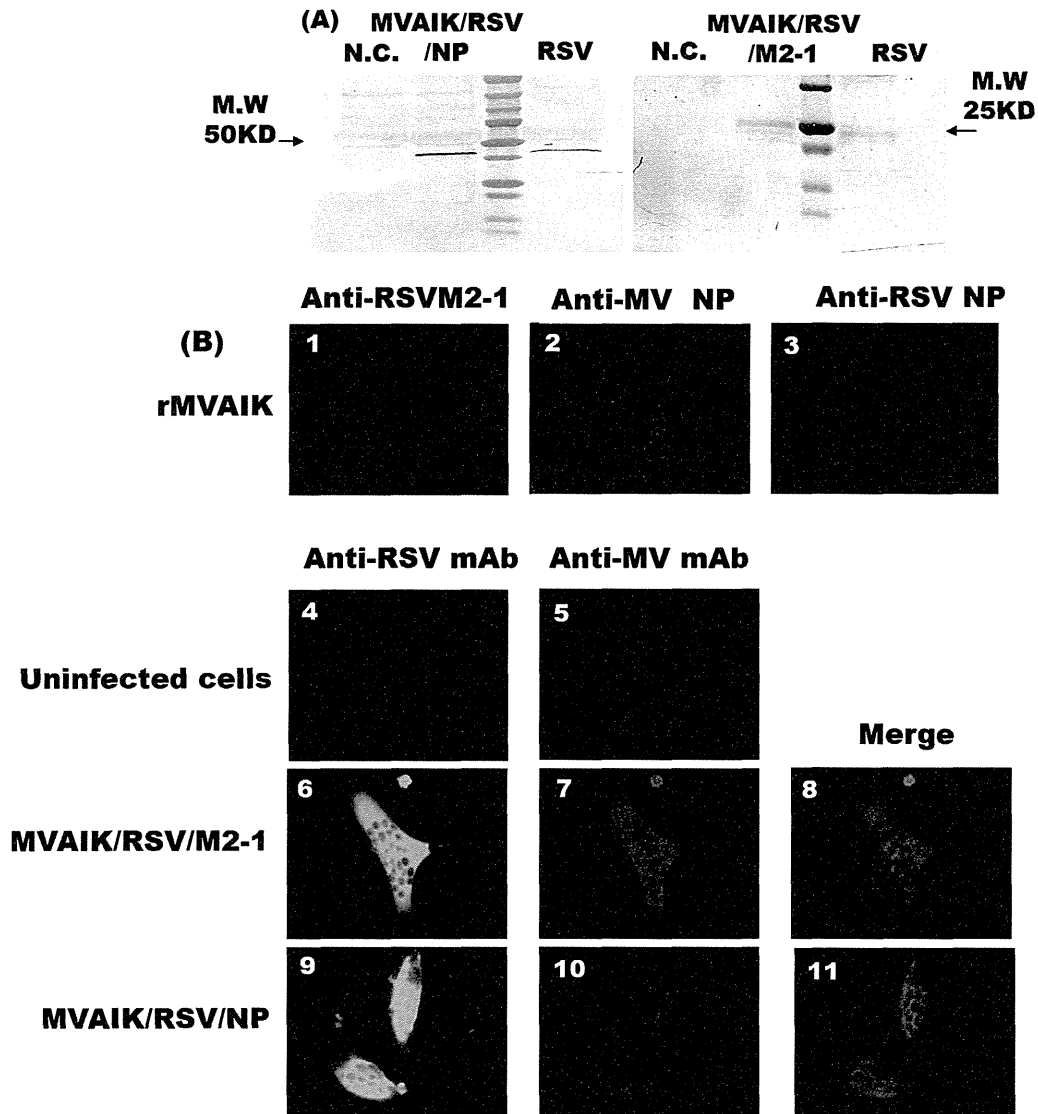 (A) MVAIK/RSV MVAIK/RSV
N.C. /NP RSV N.C. /M2-1 RSV
M.W M.W
50KD 25KD
Anti-RSVM2-1 Anti-MV NP Anti-RSV NP
(B) 1 2 3
rMVAIK
Anti-RSV mAb Anti-MV mAb
4 5
Uninfected cells
Merge
6 7 8
MVAIK/RSV/M2-1
9 10 11
MVAIK/RSV/NP